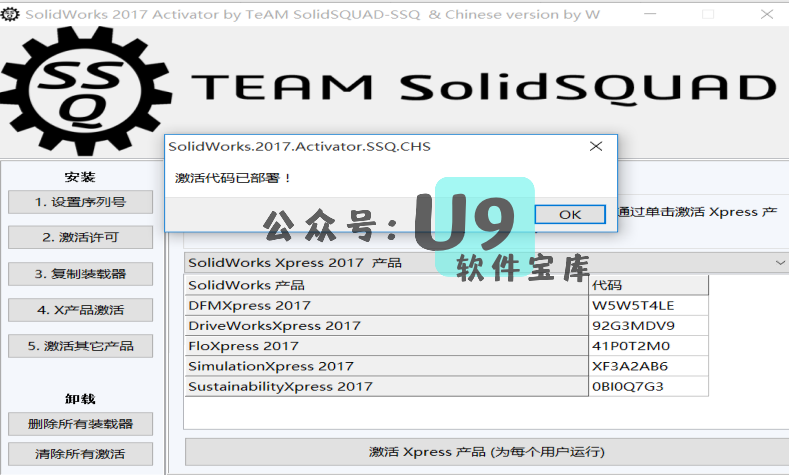 SolidWorks 2017 Activator by TeAM SolidSQUAD-SSQ & Chinese version by W
SSQ
TEAM SolidSQUAD
安装
1. 设置序列号
2. 激活许可
3. 复制装载器
4. X产品激活
5. 激活其它产品
卸载
删除所有装载器
清除所有激活
SolidWorks.2017.Activator.SSQ.CHS
激活代码已部署！
OK
通过单击激活 Xpress 产
公众号：U9
软件宝库
SolidWorks Xpress 2017 产品
SolidWorks 产品 代码
DFMXpress 2017 W5W5T4LE
DriveWorksXpress 2017 92G3MDV9
FloXpress 2017 41P0T2M0
SimulationXpress 2017 XF3A2AB6
SustainabilityXpress 2017 0BI0Q7G3
激活 Xpress 产品 (为每个用户运行)